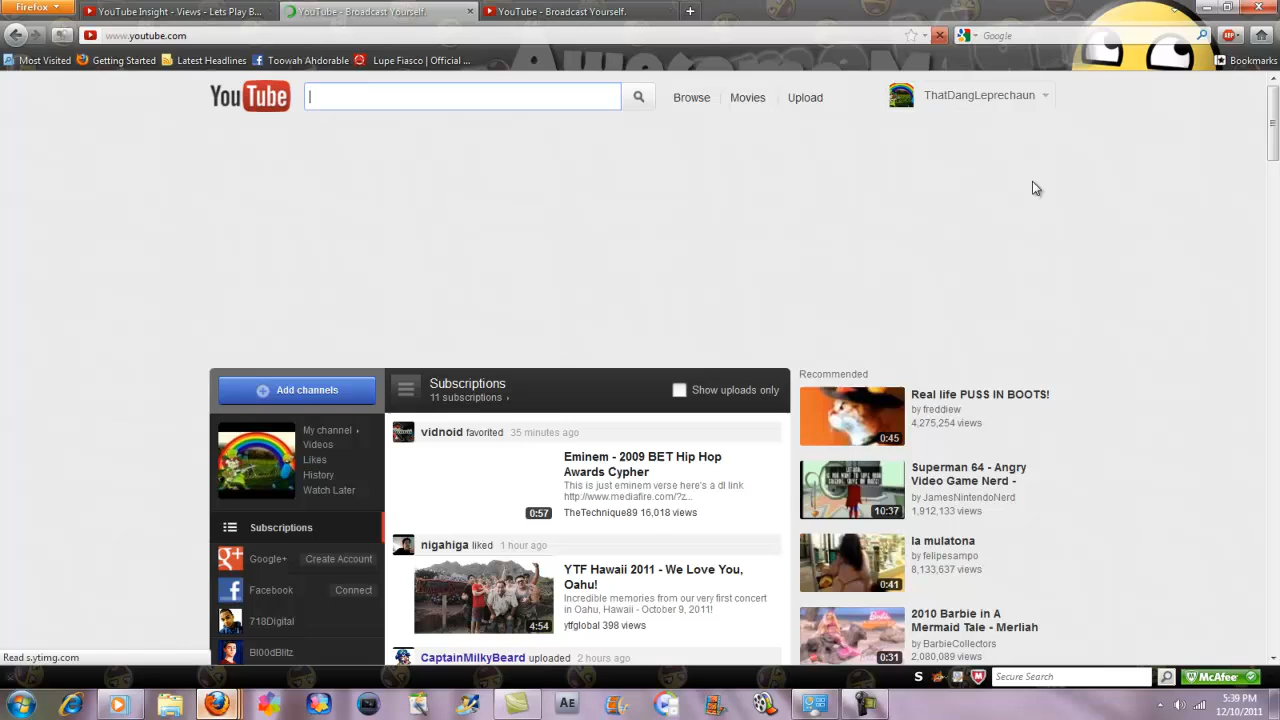 Firefox
YouTube Insight - Views - Lets Play B...
YouTube - Broadcast Yourself.
YouTube - Broadcast Yourself.
www.youtube.com
Google
ABP
Most Visited
Getting Started
Latest Headlines
Toowah Ahdorable
Lupe Fiasco | Official ...
Bookmarks
YouTube
Browse
Movies
Upload
ThatDangLeprechaun
Add channels
Subscriptions
11 subscriptions ›
Show uploads only
Recommended
My channel
Videos
Likes
History
Watch Later
Subscriptions
Google+
Create Account
Facebook
Connect
718Digital
Bl00dBlitz
vidnoid favorited 35 minutes ago
Eminem - 2009 BET Hip Hop
Awards Cypher
This is just eminem verse here's a dl link
http://www.mediafire.com/?z...
0:57
TheTechnique89 16,018 views
nigahiga liked 1 hour ago
YTF Hawaii 2011 - We Love You,
Oahu!
Incredible memories from our very first concert
in Oahu, Hawaii - October 9, 2011!
4:54
ytfglobal 398 views
CaptainMilkyBeard uploaded 2 hours ago
Real life PUSS IN BOOTS!
by freddiew
4,275,254 views
0:45
Superman 64 - Angry
Video Game Nerd -
by JamesNintendoNerd
1,912,133 views
10:37
la mulatona
by felipesampo
8,133,637 views
0:41
2010 Barbie in A
Mermaid Tale - Merliah
by BarbieCollectors
2,080,089 views
0:31
Read s.ytimg.com
S
Secure Search
McAfee
Ae
5:39 PM
12/10/2011